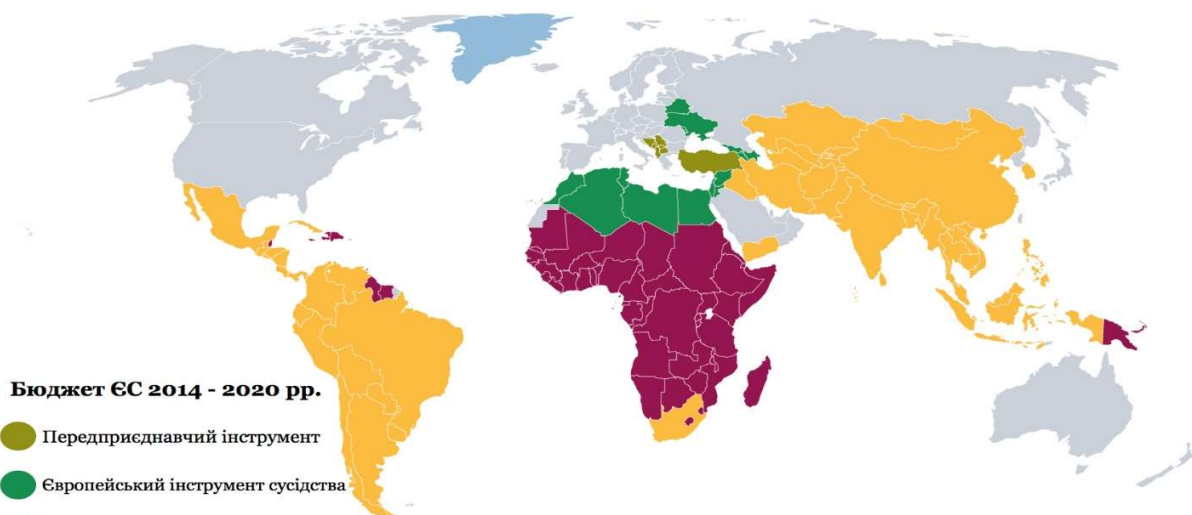 Бюджет ЄС 2014 - 2020 рр.
Передприєднавчий інструмент
Європейський інструмент сусідства